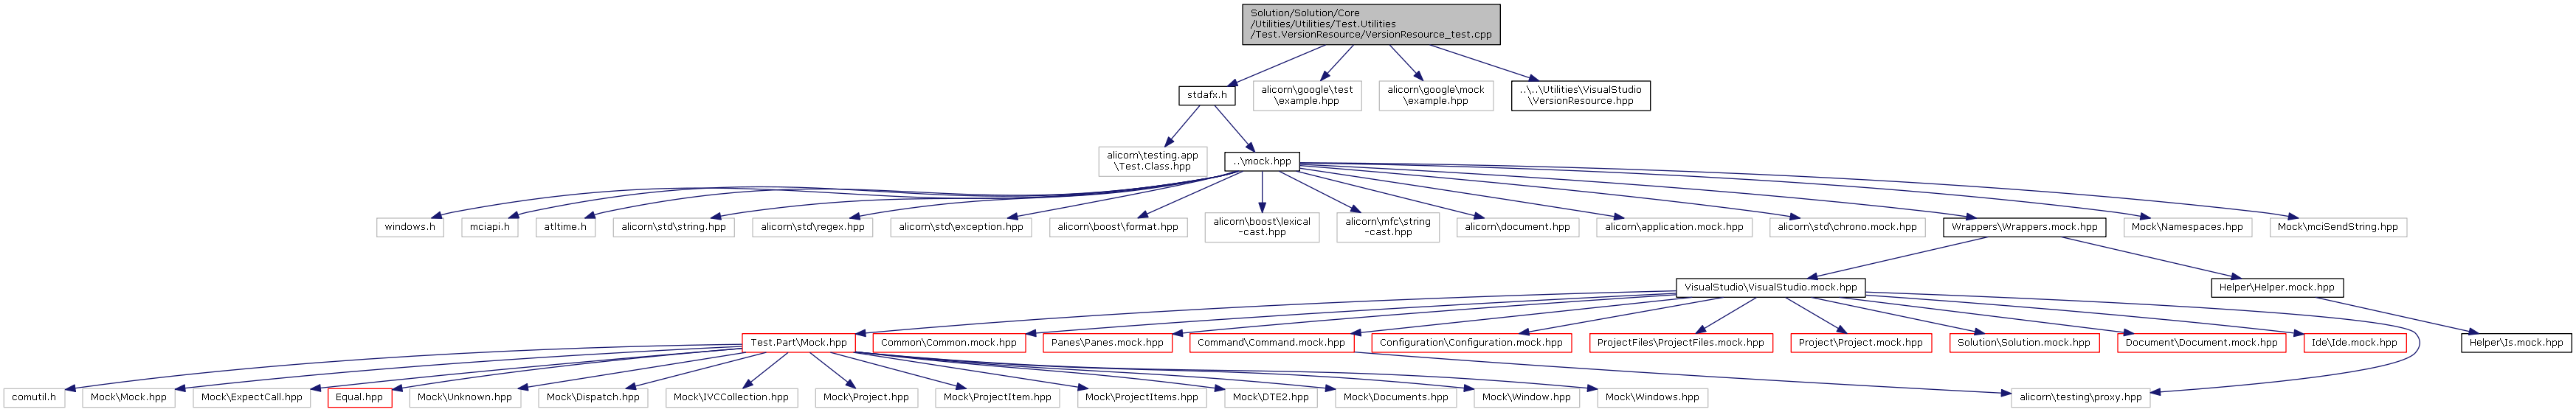 Solution/Solution/Core
/Utilities/Utilities/Test.Utilities
/Test.VersionResource/VersionResource_test.cpp
stdafx.h
alicorn\google\test
\example.hpp
alicorn\google\mock
\example.hpp
..\..\Utilities\VisualStudio
\VersionResource.hpp
alicorn\testing.app
\Test.Class.hpp
..\mock.hpp
windows.h
mciapi.h
atltime.h
alicorn\std\string.hpp
alicorn\std\regex.hpp
alicorn\std\exception.hpp
alicorn\boost\format.hpp
alicorn\boost\lexical
-cast.hpp
alicorn\mfc\string
-cast.hpp
alicorn\document.hpp
alicorn\application.mock.hpp
alicorn\std\chrono.mock.hpp
Wrappers\Wrappers.mock.hpp
Mock\Namespaces.hpp
Mock\mciSendString.hpp
VisualStudio\VisualStudio.mock.hpp
Helper\Helper.mock.hpp
Test.Part\Mock.hpp
Common\Common.mock.hpp
Panes\Panes.mock.hpp
Command\Command.mock.hpp
Configuration\Configuration.mock.hpp
ProjectFiles\ProjectFiles.mock.hpp
Project\Project.mock.hpp
Solution\Solution.mock.hpp
Document\Document.mock.hpp
Ide\Ide.mock.hpp
Helper\Is.mock.hpp
comutil.h
Mock\Mock.hpp
Mock\ExpectCall.hpp
Equal.hpp
Mock\Unknown.hpp
Mock\Dispatch.hpp
Mock\IVCCollection.hpp
Mock\Project.hpp
Mock\ProjectItem.hpp
Mock\ProjectItems.hpp
Mock\DTE2.hpp
Mock\Documents.hpp
Mock\Window.hpp
Mock\Windows.hpp
alicorn\testing\proxy.hpp